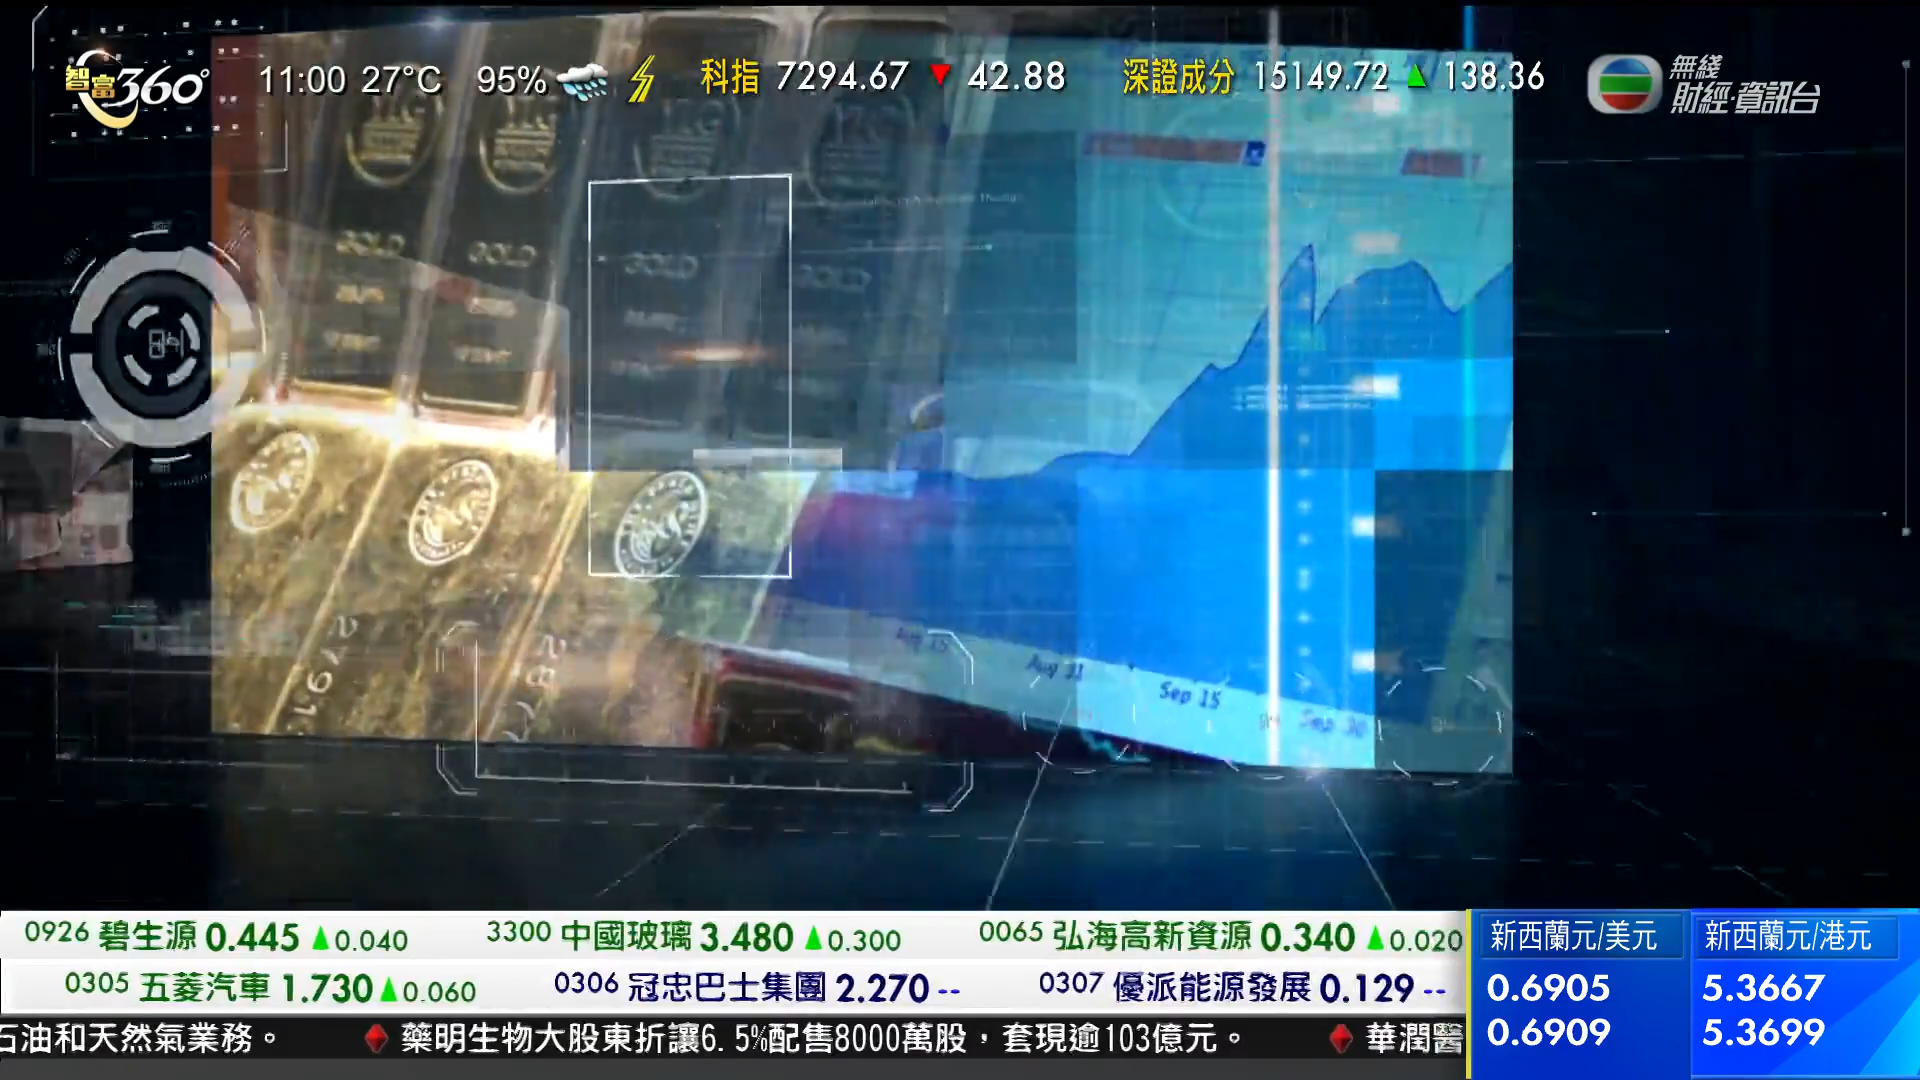 智富360°
11:00 27°C 95%
科指 7294.67 ▼ 42.88
深證成分 15149.72 ▲ 138.36
無綫
財經·資訊台
GOLD
GOLD
GOLD
GOLD
2791
Aug 15
Aug 31
Sep 15
Sep 30
0926 碧生源 0.445 ▲0.040
3300 中國玻璃 3.480 ▲0.300
0065 弘海高新資源 0.340 ▲0.020
0305 五菱汽車 1.730 ▲0.060
0306 冠忠巴士集團 2.270 --
0307 優派能源發展 0.129 --
石油和天然氣業務。 ◆ 藥明生物大股東折讓6.5%配售8000萬股，套現逾103億元。 ◆ 華潤醫
新西蘭元/美元
0.6905
0.6909
新西蘭元/港元
5.3667
5.3699